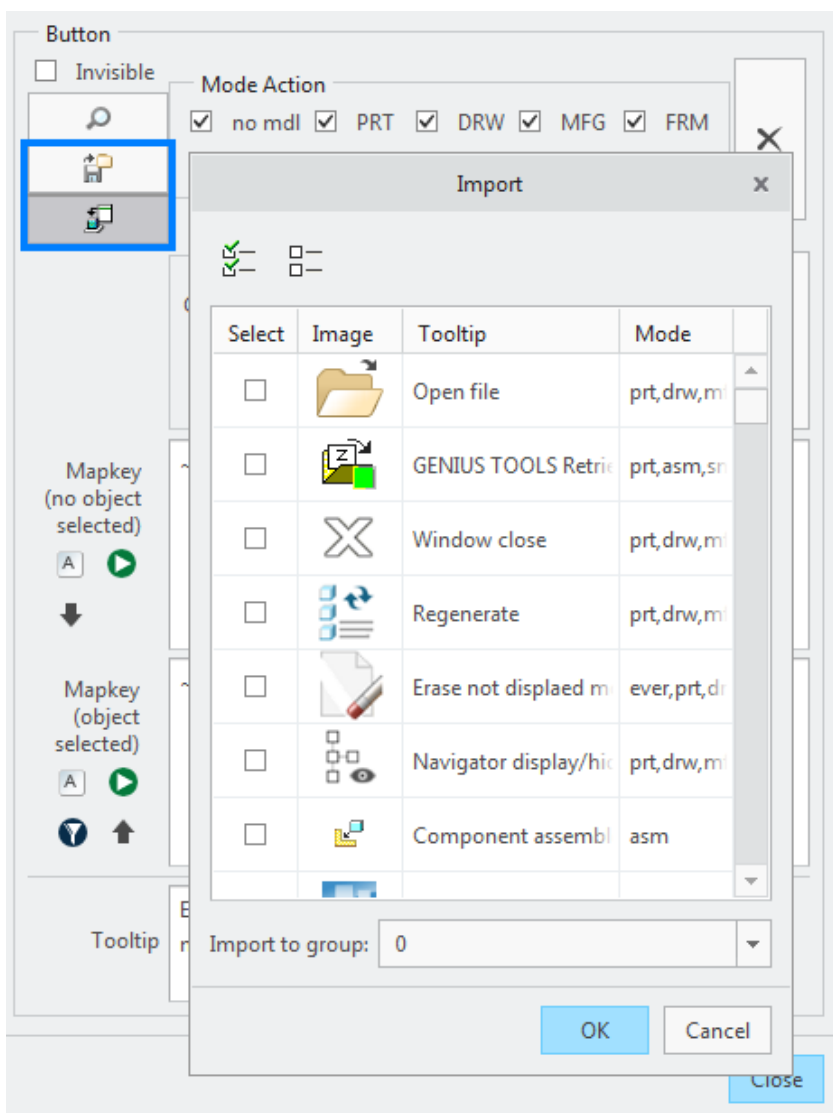 Button
Invisible
Mode Action
no mdl PRT DRW MFG FRM
Import
Select Image Tooltip Mode
Open file prt,drw,m
GENIUS TOOLS Retrie prt,asm,sn
Window close prt,drw,m
Regenerate prt,drw,m
Erase not displaed m ever,prt,dr
Navigator display/hid prt,drw,m
Component assembl asm
Mapkey
(no object
selected)
A
Mapkey
(object
selected)
A
Tooltip
Import to group: 0
OK Cancel
Close